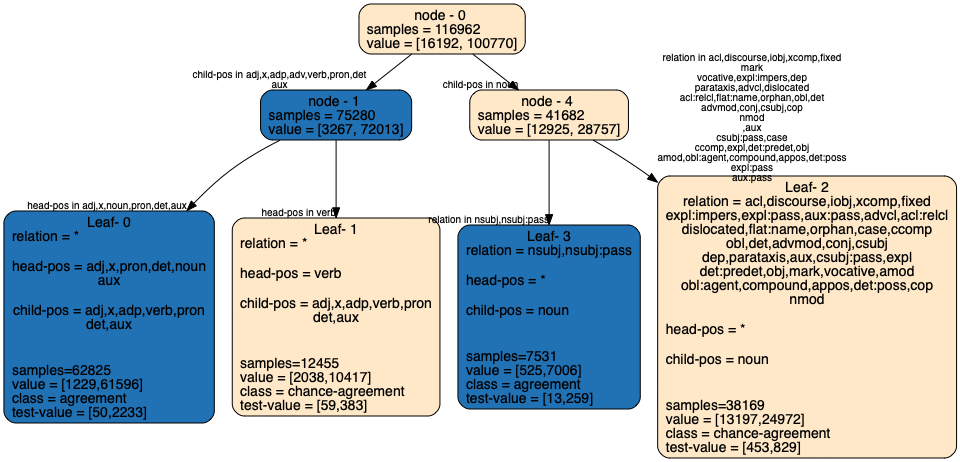 node - 0
samples = 116962
value = [16192, 100770]
child-pos in adj,x,adp,adv,verb,pron,det
aux
child-pos in noun
relation in acl,discourse,iobj,xcomp,fixed
mark
vocative,expl:impers,dep
parataxis,advcl,dislocated
acl:relcl,flat:name,orphan,obl,det
advmod,conj,csubj,cop
nmod
,aux
csubj:pass,case
ccomp,expl,det:predet,obj
amod,obl:agent,compound,appos,det:poss
expl:pass
aux:pass
node - 1
samples = 75280
value = [3267, 72013]
node - 4
samples = 41682
value = [12925, 28757]
head-pos in adj,x,noun,pron,det,aux
head-pos in verb
relation in nsubj,nsubj:pass
Leaf- 0
relation = *
head-pos = adj,x,pron,det,noun
aux
child-pos = adj,x,adp,verb,pron
det,aux
samples=62825
value = [1229,61596]
class = agreement
test-value = [50,2233]
Leaf- 1
relation = *
head-pos = verb
child-pos = adj,x,adp,verb,pron
det,aux
samples=12455
value = [2038,10417]
class = chance-agreement
test-value = [59,383]
Leaf- 3
relation = nsubj,nsubj:pass
head-pos = *
child-pos = noun
samples=7531
value = [525,7006]
class = agreement
test-value = [13,259]
Leaf- 2
relation = acl,discourse,iobj,xcomp,fixed
expl:impers,expl:pass,aux:pass,advcl,acl:relcl
dislocated,flat:name,orphan,case,ccomp
obl,det,advmod,conj,csubj
dep,parataxis,aux,csubj:pass,expl
det:predet,obj,mark,vocative,amod
obl:agent,compound,appos,det:poss,cop
nmod
head-pos = *
child-pos = noun
samples=38169
value = [13197,24972]
class = chance-agreement
test-value = [453,829]